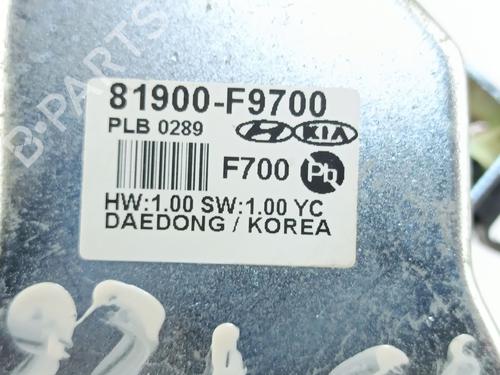 B-PARTS
81900-F9700
PLB 0289 KIA
F700 Pb
HW:1.00 SW:1.00 YC
DAEDONG / KOREA